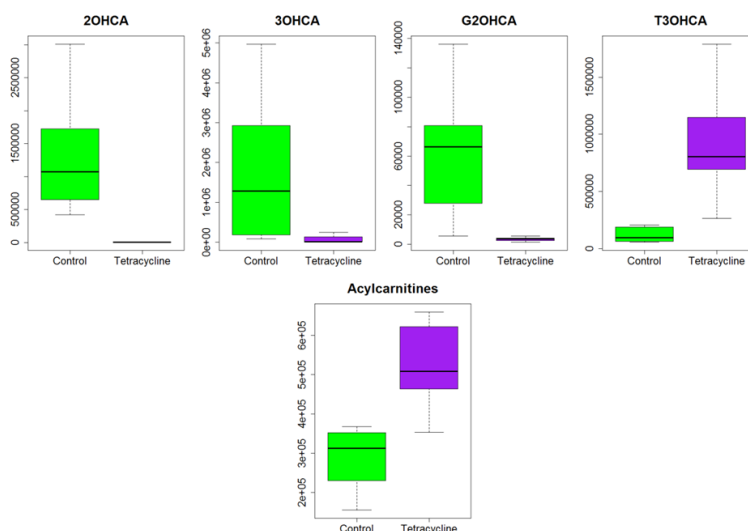 2OHCA
3OHCA
G2OHCA
T3OHCA
0
500000
1500000
2500000
0e+00
1e+06
2e+06
3e+06
4e+06
5e+06
0
20000
60000
100000
140000
0
500000
1000000
1500000
Control
Tetracycline
Control
Tetracycline
Control
Tetracycline
Control
Tetracycline
Acylcarnitines
2e+05
3e+05
4e+05
5e+05
6e+05
Control
Tetracycline